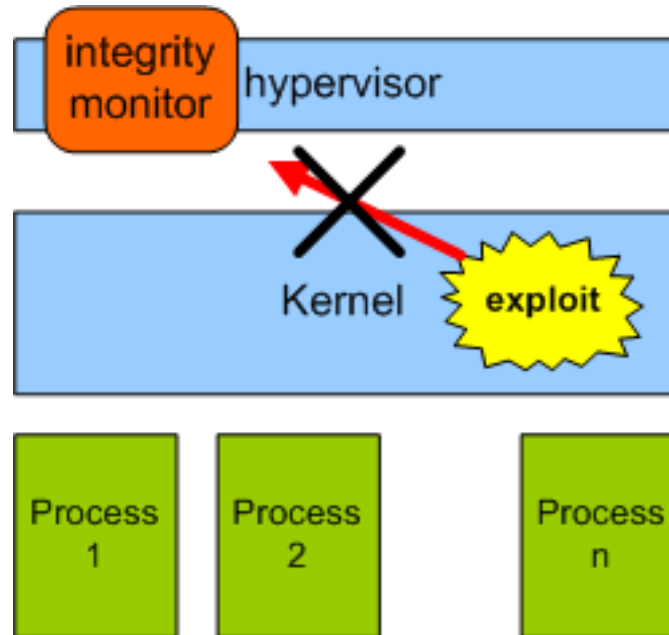 integrity
monitor
hypervisor
Kernel
exploit
Process
1
Process
2
Process
n